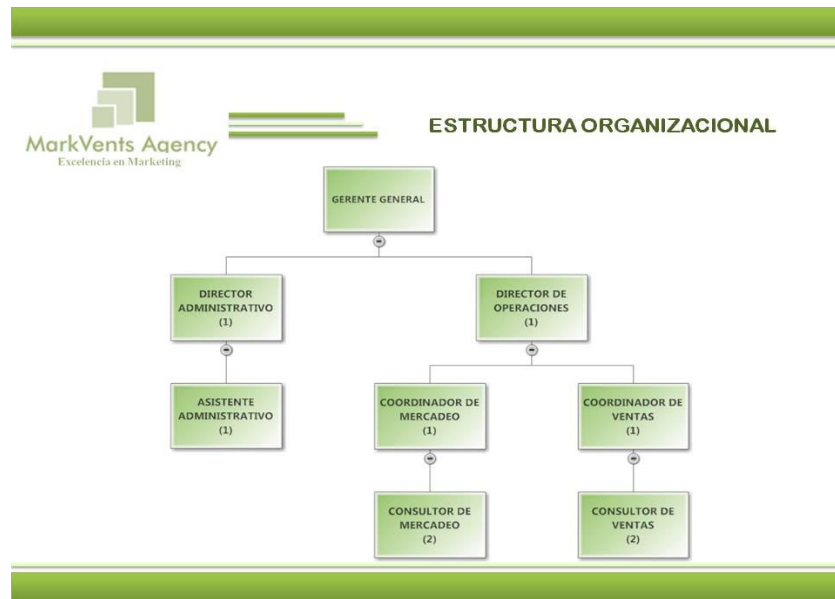 MarkVents Agency
Excelencia en Marketing
ESTRUCTURA ORGANIZACIONAL
GERENTE GENERAL
DIRECTOR
ADMINISTRATIVO
(1)
DIRECTOR DE
OPERACIONES
(1)
ASISTENTE
ADMINISTRATIVO
(1)
COORDINADOR DE
MERCADEO
(1)
COORDINADOR DE
VENTAS
(1)
CONSULTOR DE
MERCADEO
(2)
CONSULTOR DE
VENTAS
(2)